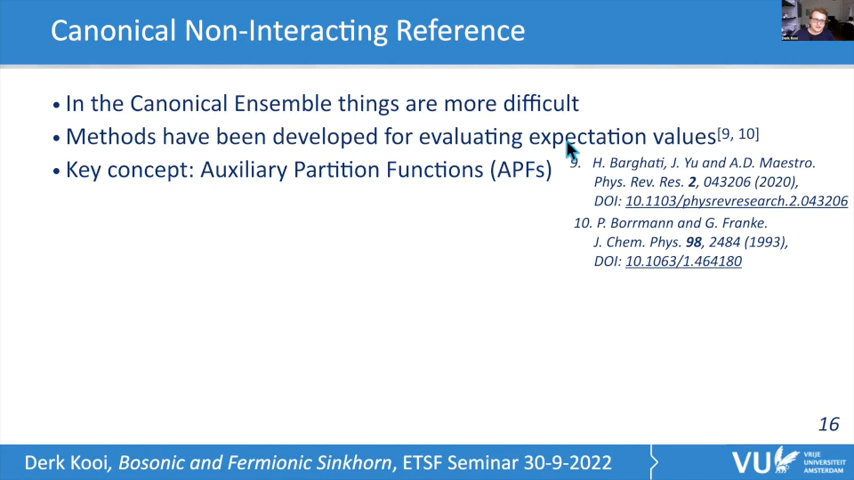 Canonical Non-Interacting Reference
Derk Kooi
• In the Canonical Ensemble things are more difficult
• Methods have been developed for evaluating expectation values[9, 10]
• Key concept: Auxiliary Partition Functions (APFs)
9. H. Barghati, J. Yu and A.D. Maestro.
Phys. Rev. Res. 2, 043206 (2020),
DOI: 10.1103/physrevresearch.2.043206
10. P. Borrmann and G. Franke.
J. Chem. Phys. 98, 2484 (1993),
DOI: 10.1063/1.464180
16
Derk Kooi, Bosonic and Fermionic Sinkhorn, ETSF Seminar 30-9-2022
VU
VRIJE
UNIVERSITEIT
AMSTERDAM